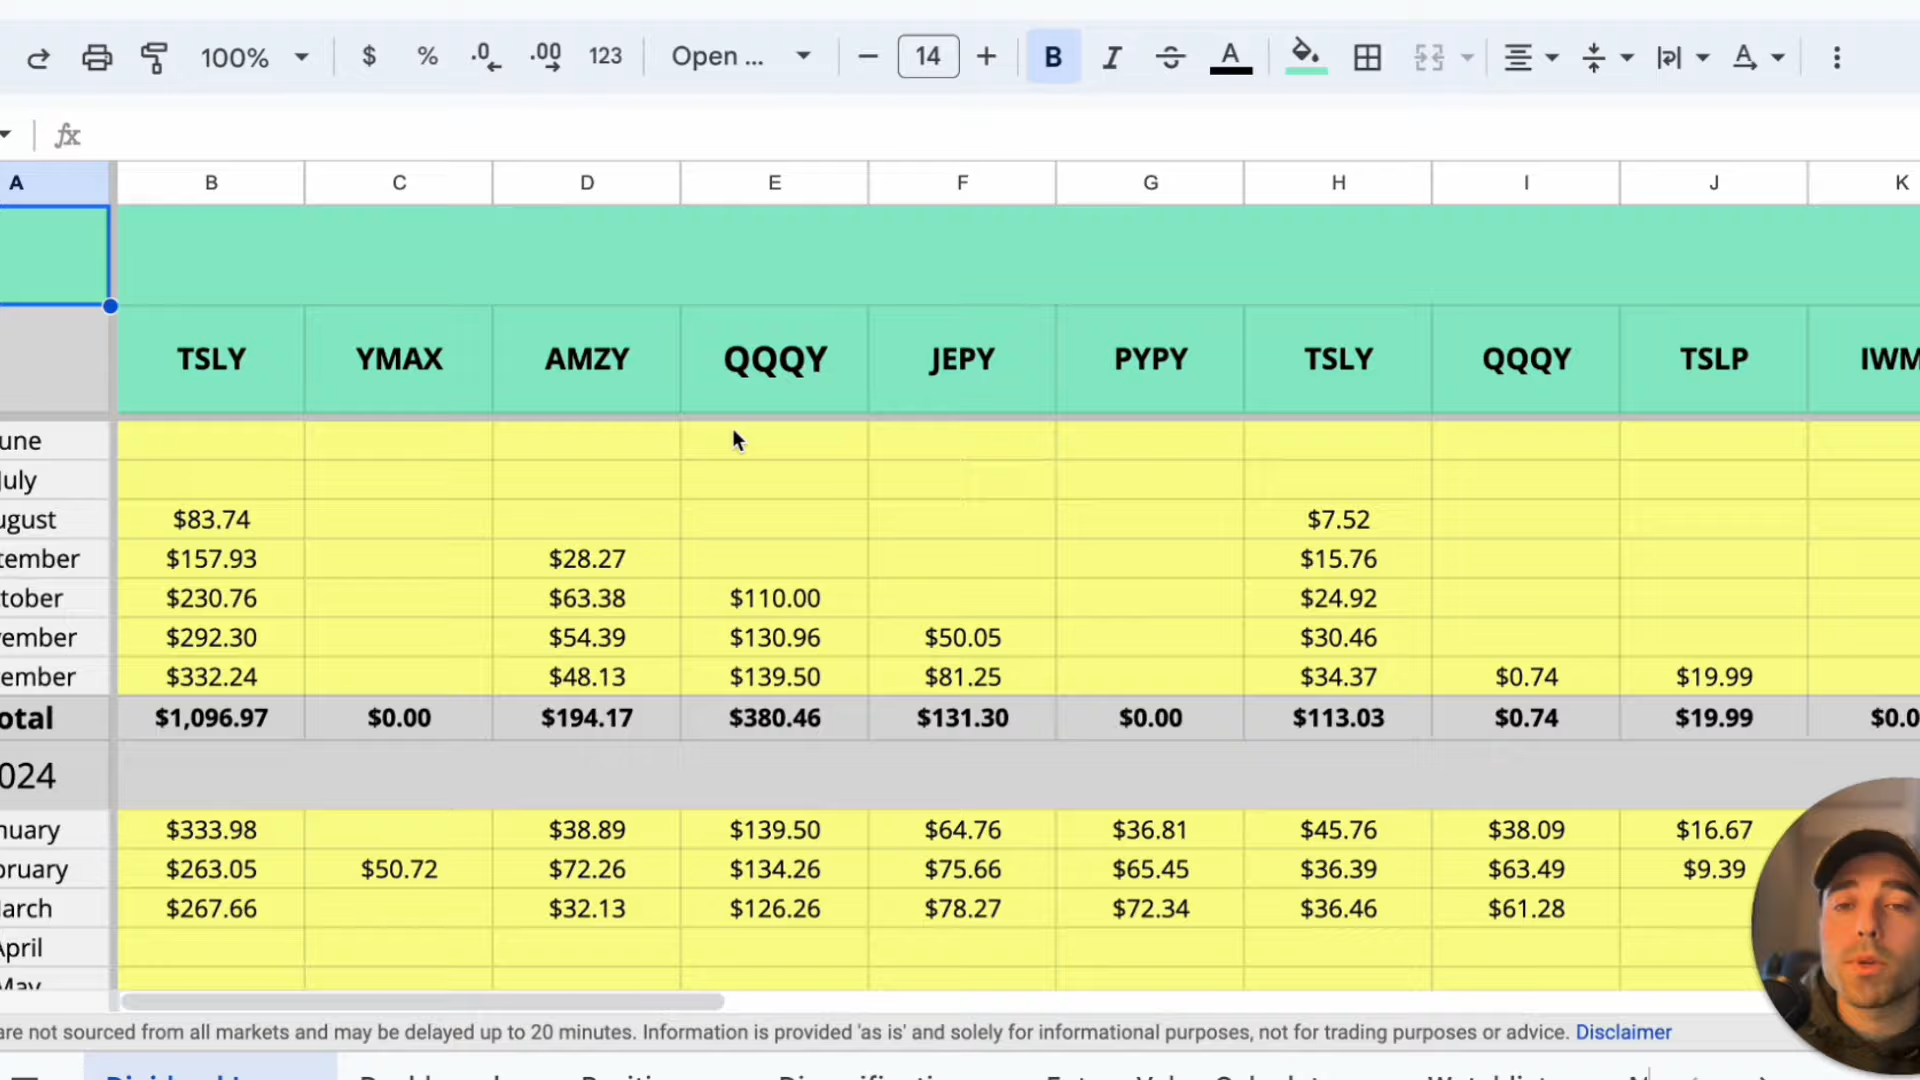 100% $ % .0 .00 123 Open ... − 14 + B I S A A
fx
A B C D E F G H I J K
TSLY YMAX AMZY QQQY JEPY PYPY TSLY QQQY TSLP IWM
une
July
ugust $83.74 $7.52
tember $157.93 $28.27 $15.76
tober $230.76 $63.38 $110.00 $24.92
vember $292.30 $54.39 $130.96 $50.05 $30.46
ember $332.24 $48.13 $139.50 $81.25 $34.37 $0.74 $19.99
otal $1,096.97 $0.00 $194.17 $380.46 $131.30 $0.00 $113.03 $0.74 $19.99 $0.0
024
nuary $333.98 $38.89 $139.50 $64.76 $36.81 $45.76 $38.09 $16.67
bruary $263.05 $50.72 $72.26 $134.26 $75.66 $65.45 $36.39 $63.49 $9.39
arch $267.66 $32.13 $126.26 $78.27 $72.34 $36.46 $61.28
April
May
are not sourced from all markets and may be delayed up to 20 minutes. Information is provided 'as is' and solely for informational purposes, not for trading purposes or advice. Disclaimer